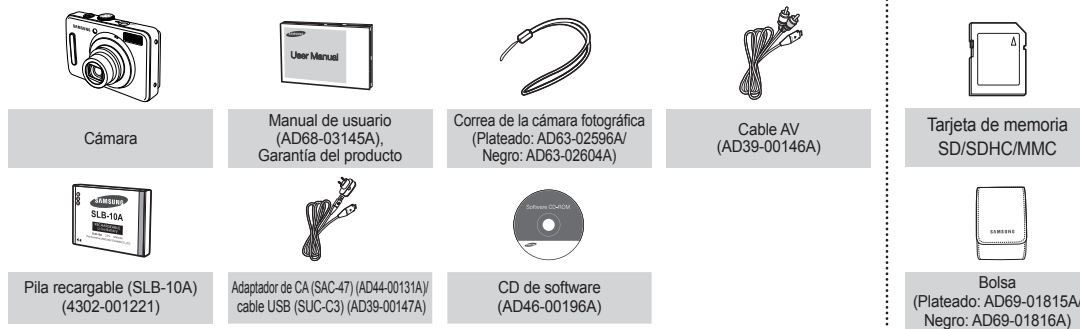 SAMSUNG
SAMSUNG
User Manual
Cámara
Manual de usuario
(AD68-03145A),
Garantía del producto
Correa de la cámara fotográfica
(Plateado: AD63-02596A/
Negro: AD63-02604A)
Cable AV
(AD39-00146A)
Tarjeta de memoria
SD/SDHC/MMC
SAMSUNG
SLB-10A
Software CD-ROM
SAMSUNG
Pila recargable (SLB-10A)
(4302-001221)
Adaptador de CA (SAC-47) (AD44-00131A)/
cable USB (SUC-C3) (AD39-00147A)
CD de software
(AD46-00196A)
Bolsa
(Plateado: AD69-01815A/
Negro: AD69-01816A)